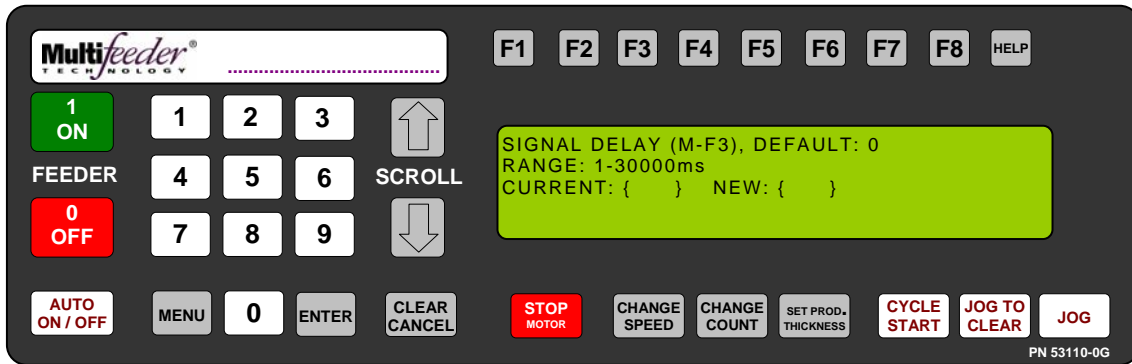 Multifeeder®
TECHNOLOGY
F1 F2 F3 F4 F5 F6 F7 F8 HELP
1
ON
FEEDER
0
OFF
1 2 3
4 5 6
7 8 9
SCROLL
SIGNAL DELAY (M-F3), DEFAULT: 0
RANGE: 1-30000ms
CURRENT: { } NEW: { }
AUTO
ON / OFF
MENU
0
ENTER
CLEAR
CANCEL
STOP
MOTOR
CHANGE
SPEED
CHANGE
COUNT
SET PROD.
THICKNESS
CYCLE
START
JOG TO
CLEAR
JOG
PN 53110-0G